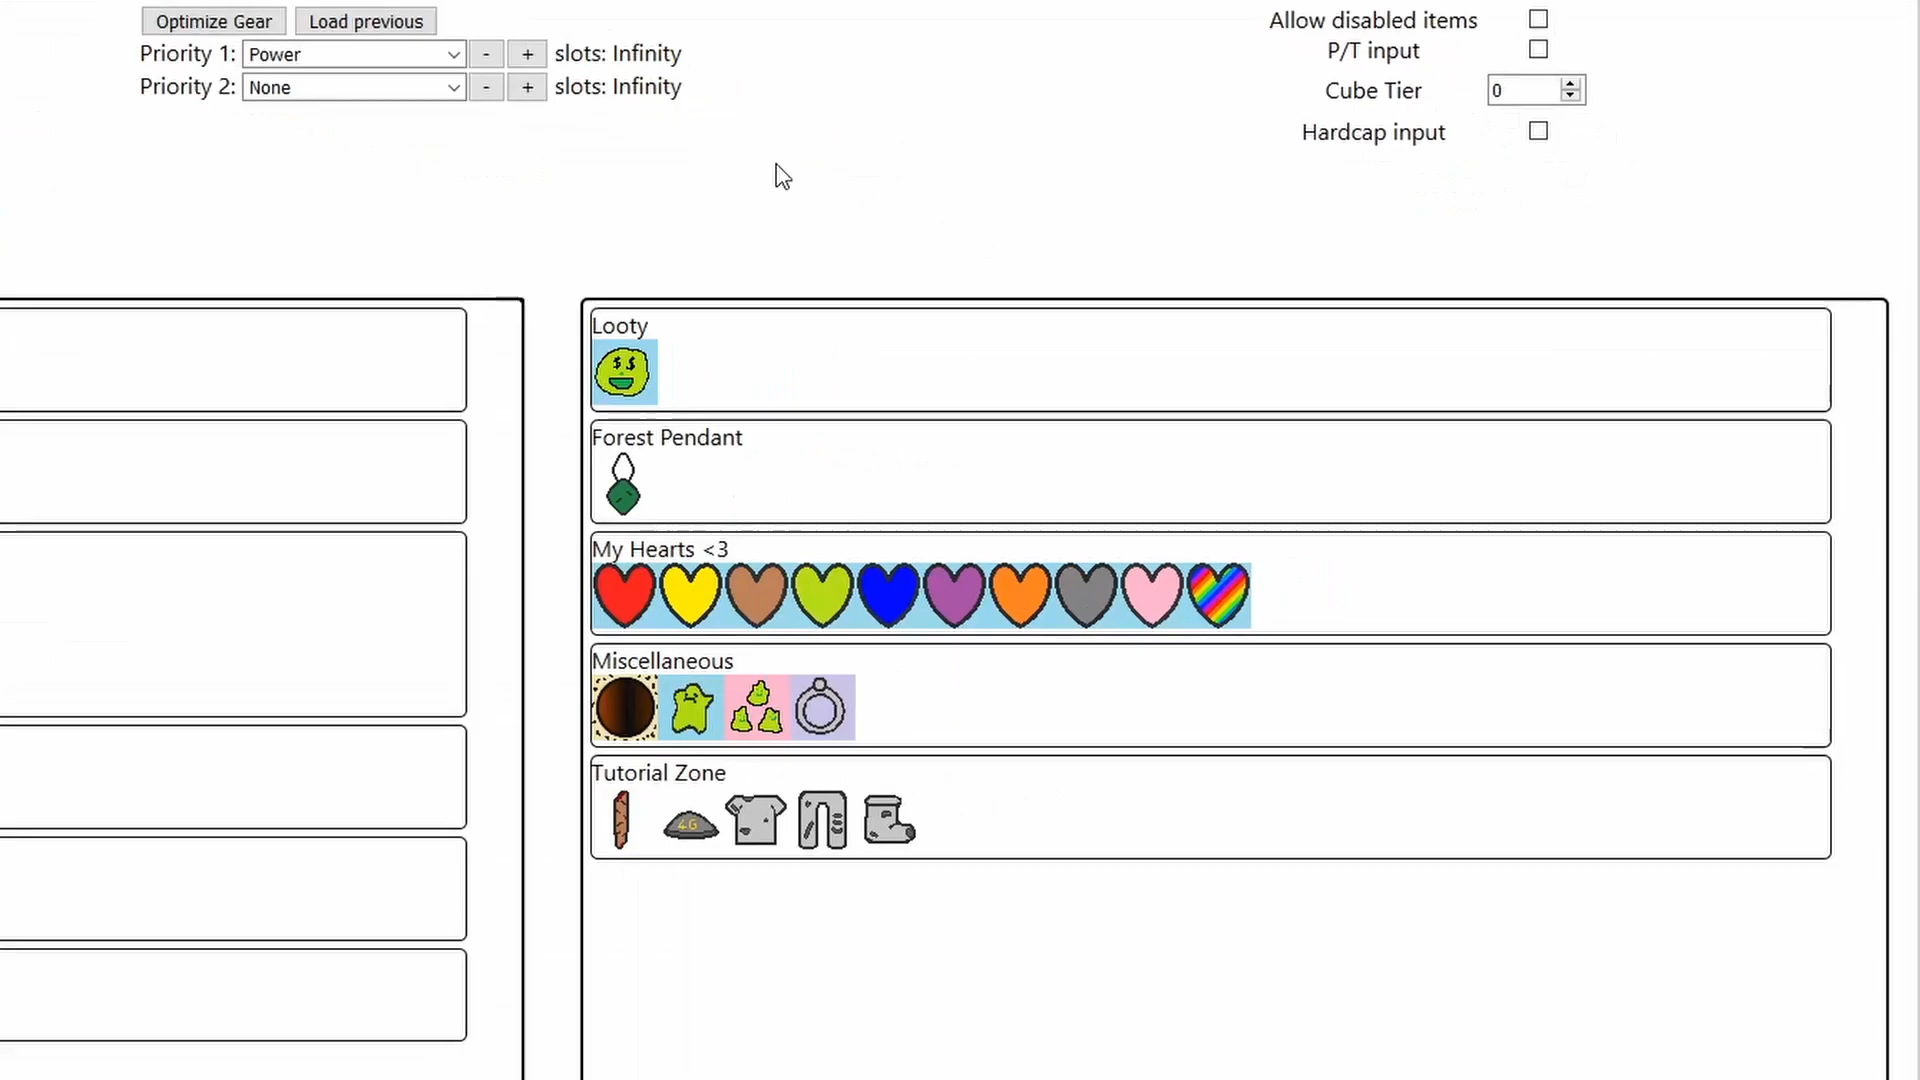 Optimize Gear Load previous
Priority 1: Power - + slots: Infinity
Priority 2: None - + slots: Infinity
Allow disabled items
P/T input
Cube Tier 0
Hardcap input
Looty
$ $
Forest Pendant
My Hearts <3
Miscellaneous
Tutorial Zone
4G